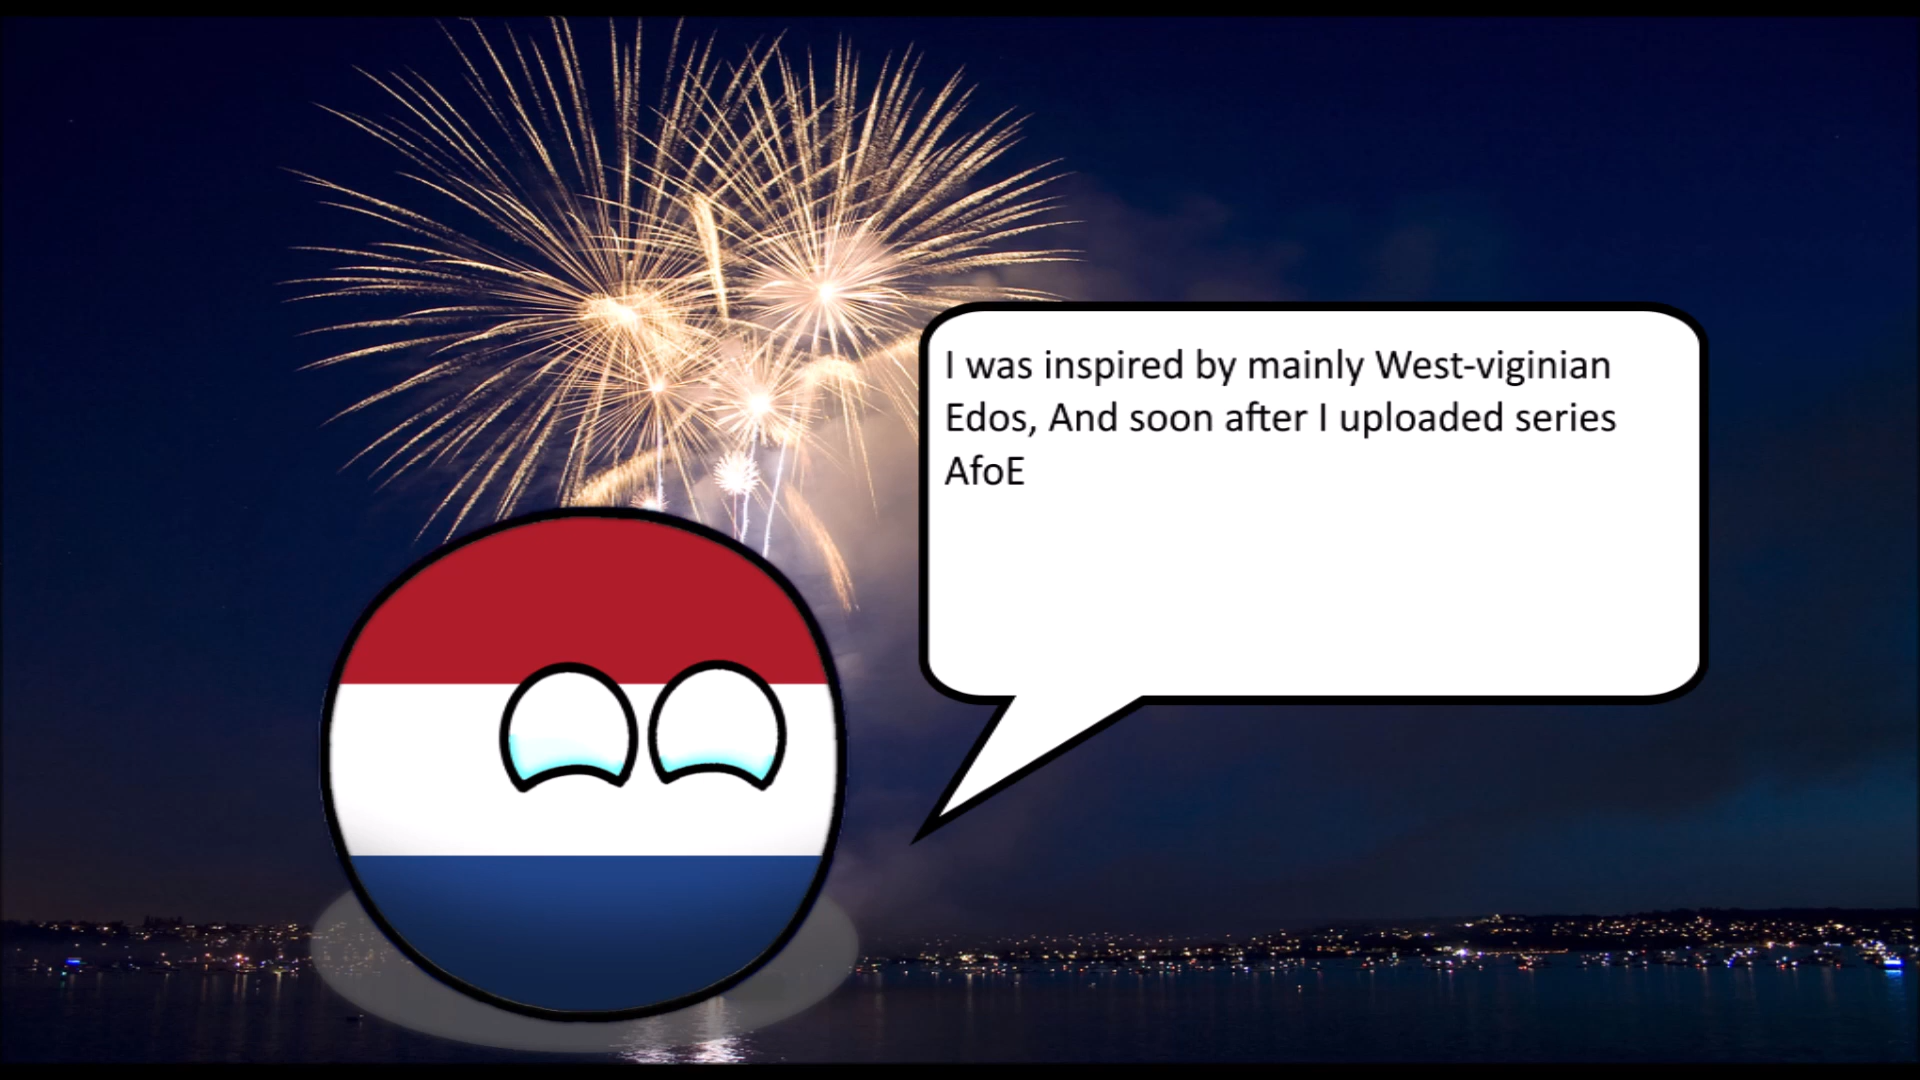 I was inspired by mainly West-viginian
Edos, And soon after I uploaded series
AfoE